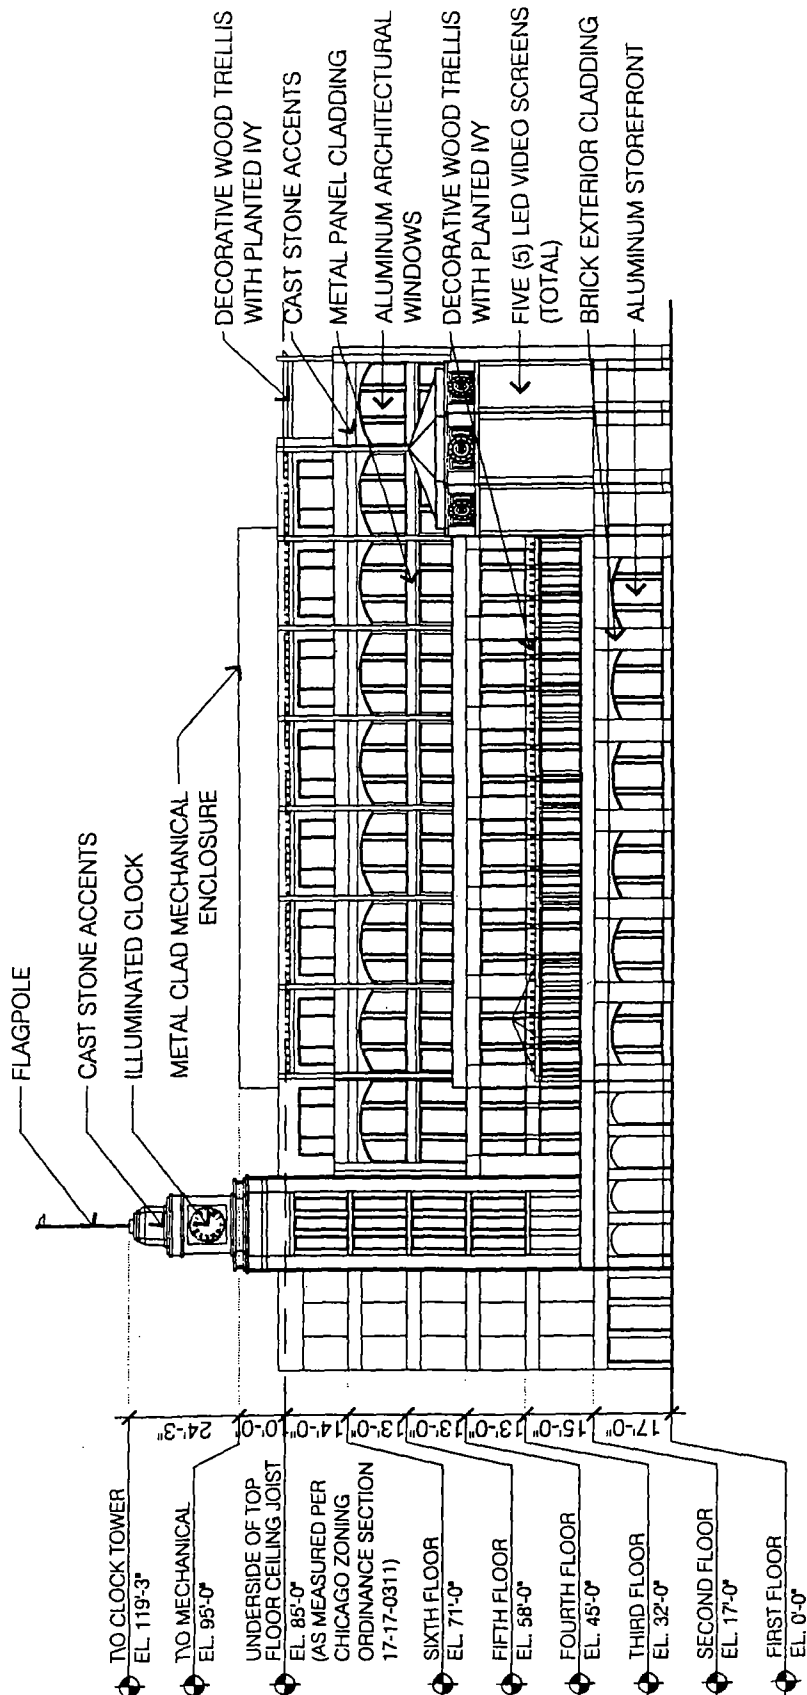 FLAGPOLE
CAST STONE ACCENTS
ILLUMINATED CLOCK
METAL CLAD MECHANICAL
ENCLOSURE
DECORATIVE WOOD TRELLIS
WITH PLANTED IVY
CAST STONE ACCENTS
METAL PANEL CLADDING
ALUMINUM ARCHITECTURAL
WINDOWS
DECORATIVE WOOD TRELLIS
WITH PLANTED IVY
FIVE (5) LED VIDEO SCREENS
(TOTAL)
BRICK EXTERIOR CLADDING
ALUMINUM STOREFRONT
T/O CLOCK TOWER
EL. 119'-3"
T/O MECHANICAL
EL. 95'-0"
UNDERSIDE OF TOP
FLOOR CEILING JOIST
EL. 85'-0"
(AS MEASURED PER
CHICAGO ZONING
ORDINANCE SECTION
17-17-0311)
SIXTH FLOOR
EL. 71'-0"
FIFTH FLOOR
EL. 58'-0"
FOURTH FLOOR
EL. 45'-0"
THIRD FLOOR
EL. 32'-0"
SECOND FLOOR
EL. 17'-0"
FIRST FLOOR
EL. 0'-0"
24'-3"
14'-0"
13'-0"
13'-0"
13'-0"
15'-0"
17'-0"